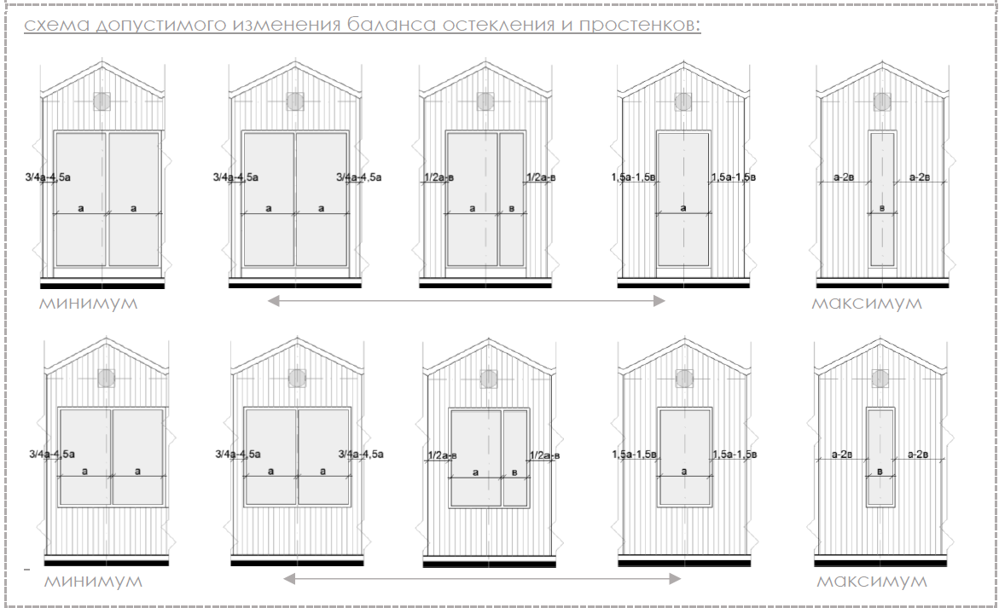 схема допустимого изменения баланса остекления и простенков:
3/4а-4,5а 3/4а-4,5а 3/4а-4,5а 1/2а-в 1/2а-в 1,5а-1,5в 1,5а-1,5в а-2в а-2в
а а а а а в а в
минимум максимум
3/4а-4,5а 3/4а-4,5а 3/4а-4,5а 1/2а-в 1/2а-в 1,5а-1,5в 1,5а-1,5в а-2в а-2в
а а а а а в а в
минимум максимум